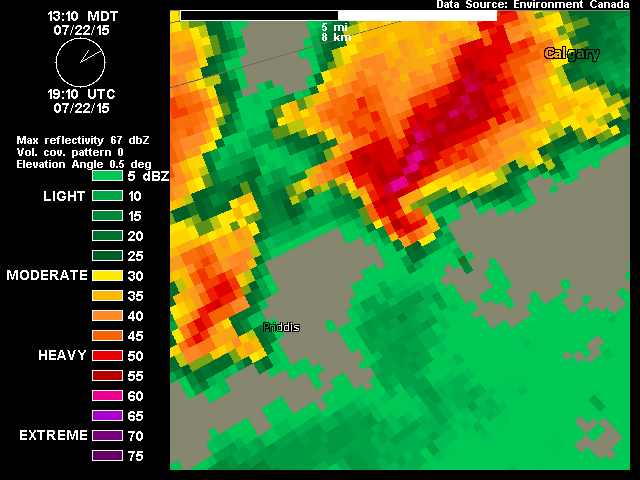 Data Source: Environment Canada
13:10 MDT
07/22/15
19:10 UTC
07/22/15
5 mi
8 km
Calgary
Max reflectivity 67 dbZ
Vol. cov. pattern 0
Elevation Angle 0.5 deg
5 dBZ
LIGHT 10
15
20
25
MODERATE 30
35
40
45
HEAVY 50
55
60
65
EXTREME 70
75
Priddis